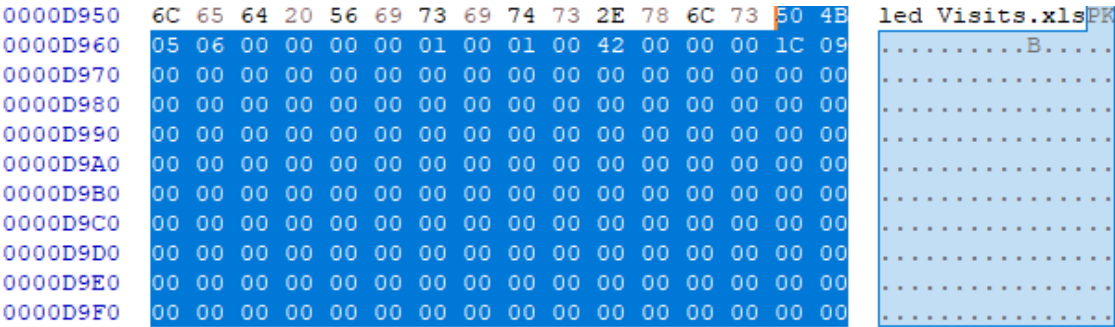 0000D950 6C 65 64 20 56 69 73 69 74 73 2E 78 6C 73 50 4B led Visits.xlsPK
0000D960 05 06 00 00 00 00 01 00 01 00 42 00 00 00 1C 09 ..........B.....
0000D970 00 00 00 00 00 00 00 00 00 00 00 00 00 00 00 00 ................
0000D980 00 00 00 00 00 00 00 00 00 00 00 00 00 00 00 00 ................
0000D990 00 00 00 00 00 00 00 00 00 00 00 00 00 00 00 00 ................
0000D9A0 00 00 00 00 00 00 00 00 00 00 00 00 00 00 00 00 ................
0000D9B0 00 00 00 00 00 00 00 00 00 00 00 00 00 00 00 00 ................
0000D9C0 00 00 00 00 00 00 00 00 00 00 00 00 00 00 00 00 ................
0000D9D0 00 00 00 00 00 00 00 00 00 00 00 00 00 00 00 00 ................
0000D9E0 00 00 00 00 00 00 00 00 00 00 00 00 00 00 00 00 ................
0000D9F0 00 00 00 00 00 00 00 00 00 00 00 00 00 00 00 00 ................